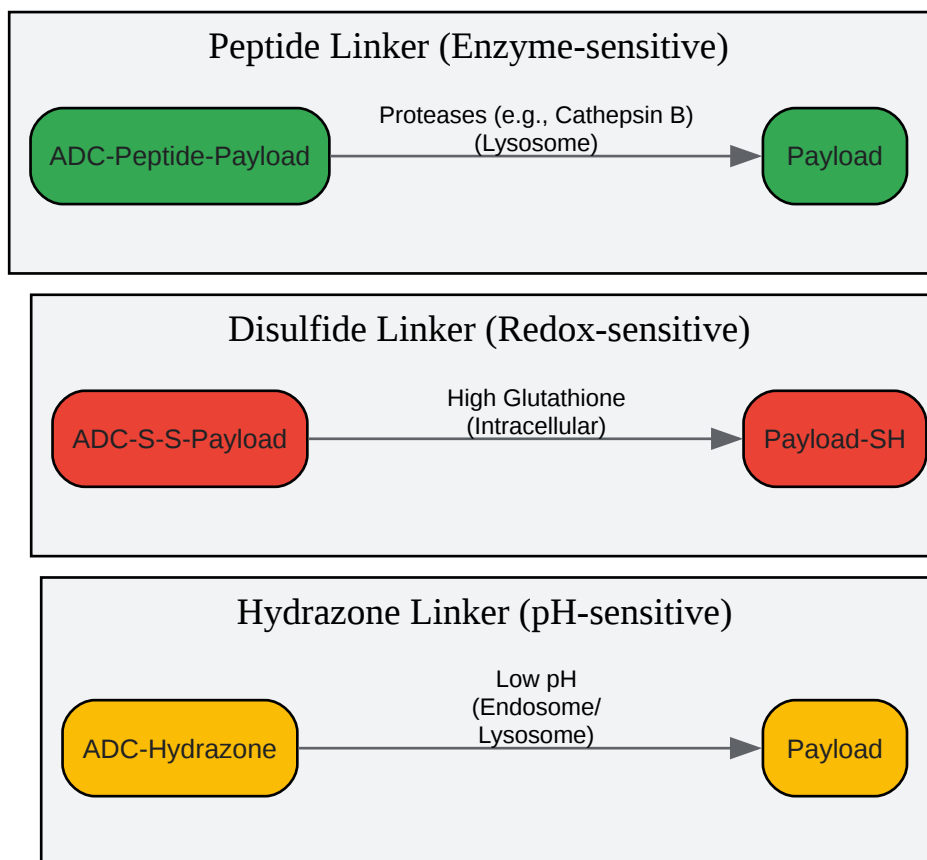 Peptide Linker (Enzyme-sensitive)
Proteases (e.g., Cathepsin B)
(Lysosome)
ADC-Peptide-Payload
Payload
Disulfide Linker (Redox-sensitive)
High Glutathione
(Intracellular)
ADC-S-S-Payload
Payload-SH
Hydrazone Linker (pH-sensitive)
Low pH
(Endosome/
Lysosome)
ADC-Hydrazone
Payload